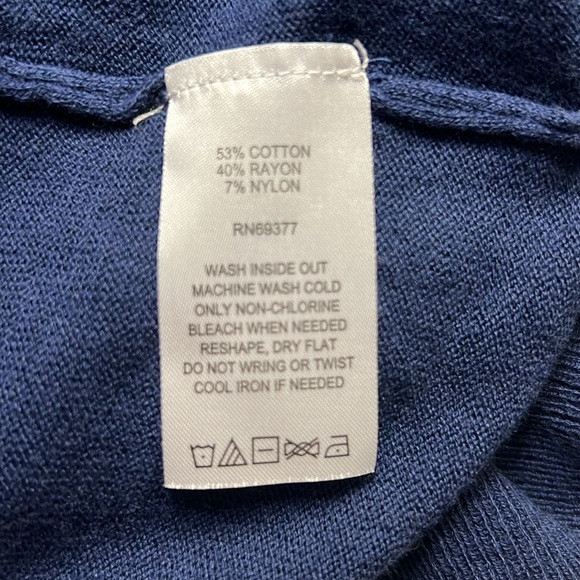 53% COTTON
40% RAYON
7% NYLON
RN69377
WASH INSIDE OUT
MACHINE WASH COLD
ONLY NON-CHLORINE
BLEACH WHEN NEEDED
RESHAPE, DRY FLAT
DO NOT WRING OR TWIST
COOL IRON IF NEEDED